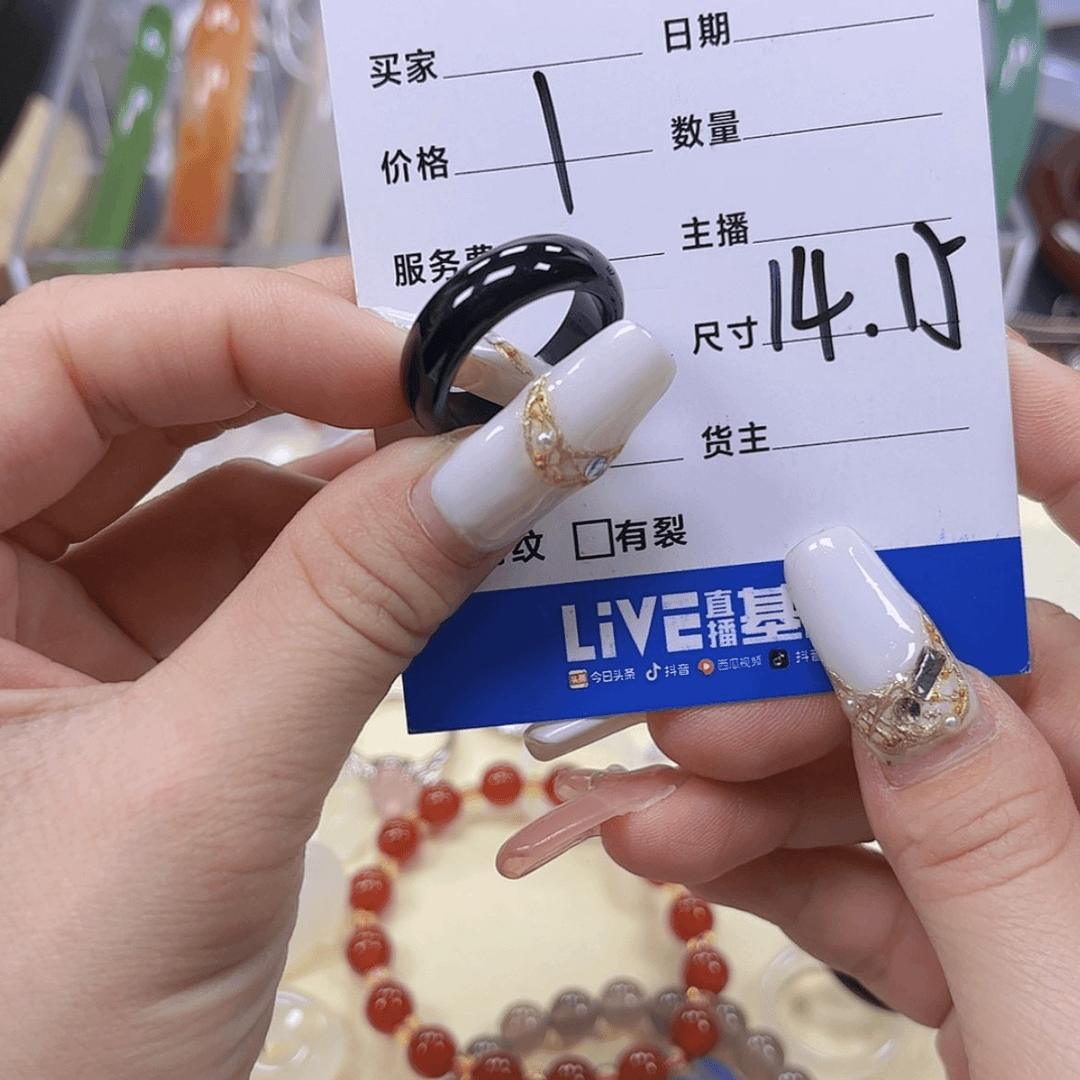 买家 日期
价格 1 数量
服务费 主播
尺寸 14.15
货主
纹 □有裂
LiVE直播基
今日头条 抖音 西瓜视频 抖音